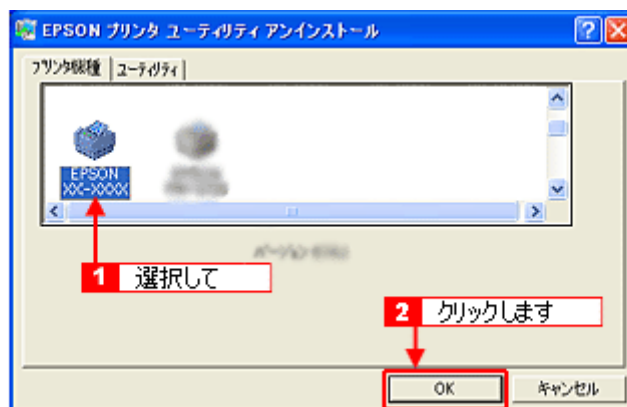 EPSON プリンタ ユーティリティ アンインストール
プリンタ機種
ユーティリティ
EPSON
XX-XXXX
1 選択して
2 クリックします
OK
キャンセル